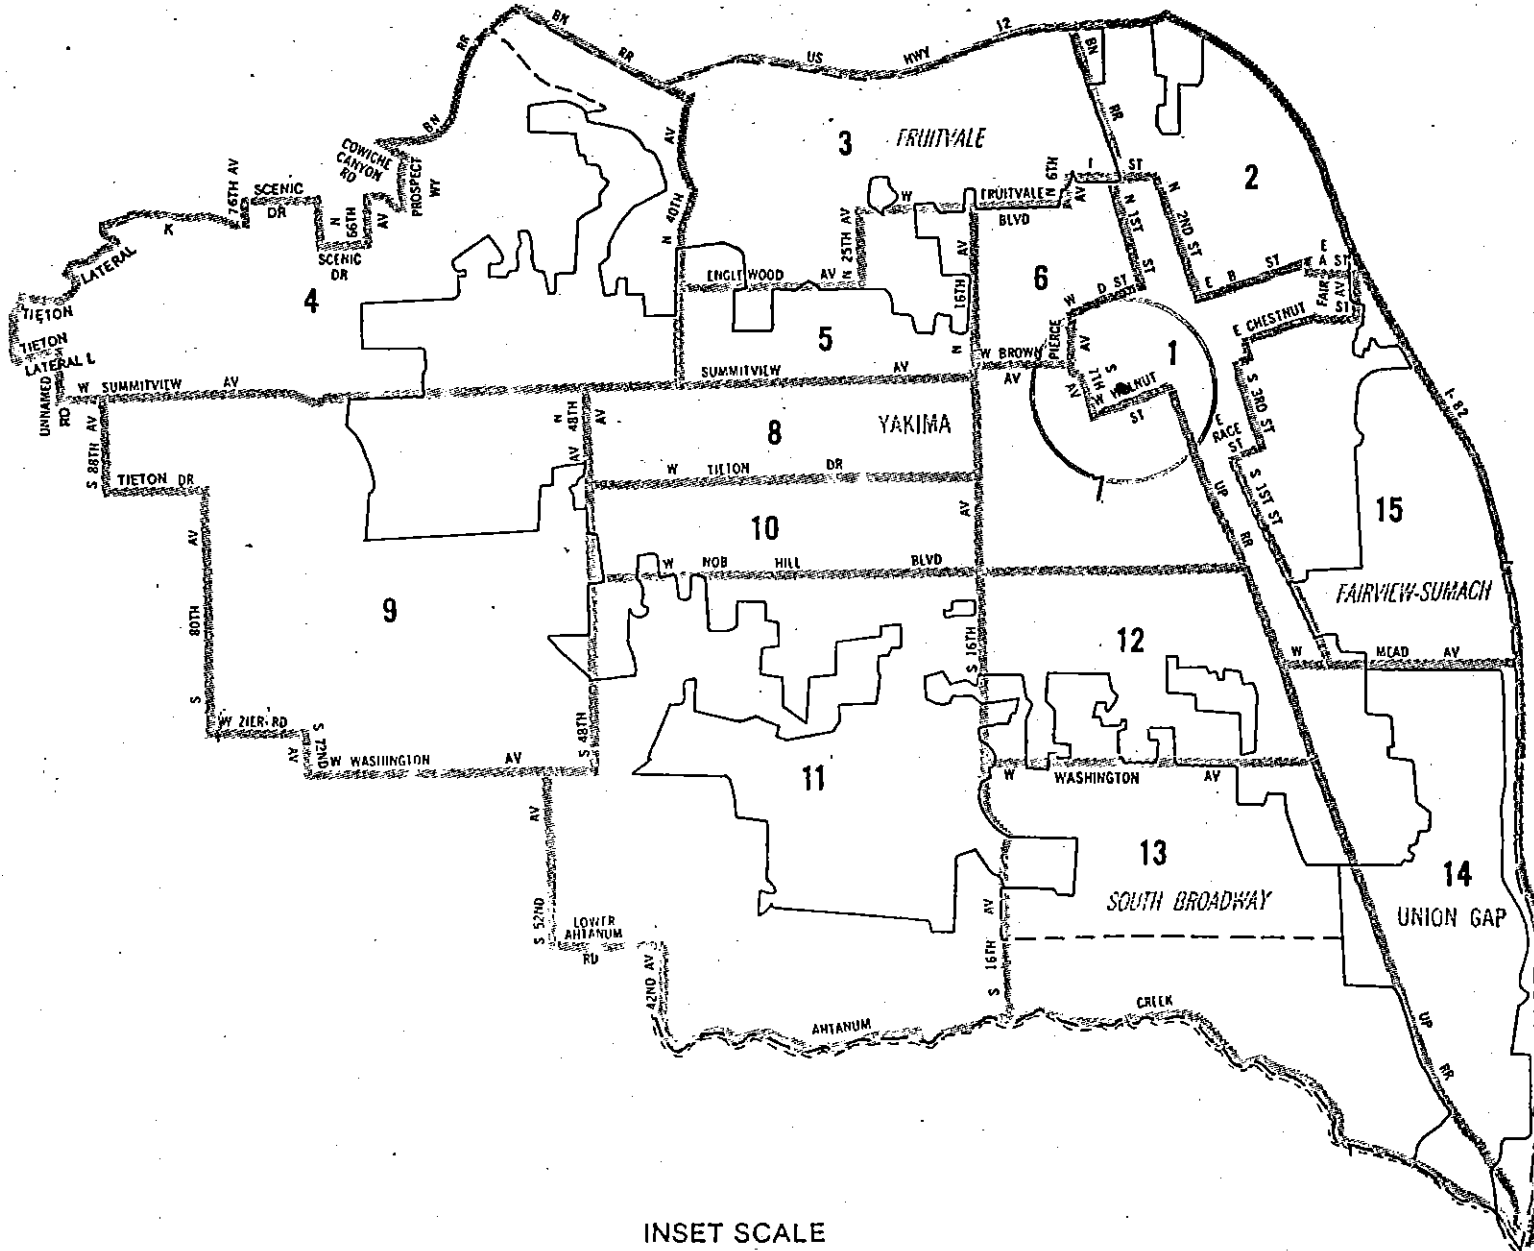 BN
RR
BN
RR
US
HWY
12
BN
RR
BN
COWICHE
CANYON
RD
PROSPECT
WY
76TH AV
SCENIC
DR
N
66TH
AV
SCENIC
DR
K
LATERAL
TIETON
TIETON
LATERAL L
UNNAMED
RD
4
3
FRUITVALE
2
N 40TH
AV
N 25TH AV
W
FRUITVALE
BLVD
N 6TH
AV
I
ST
N 1ST
ST
N
2ND ST
E B ST
E
A ST
FAIR
AV
ST
E CHESTNUT
ENGLEWOOD
AV
N 16TH
AV
6
W D ST
PIERCE
AV
5
W BROWN
AV
1
S
7TH
AV
W WALNUT
ST
W SUMMITVIEW
AV
SUMMITVIEW
AV
N
48TH
AV
AV
S 88TH AV
TIETON DR
8
YAKIMA
W TIETON
DR
7
S 3RD ST
E
RACE
ST
S 1ST ST
I-82
15
UP
RR
10
AV
W NOB HILL BLVD
FAIRVIEW-SUMACH
S
80TH
AV
9
S 16TH
12
W MEAD AV
W ZIER RD
S 72ND
AV
W WASHINGTON
AV
S 48TH
11
W WASHINGTON AV
S 52ND
AV
13
SOUTH BROADWAY
14
UNION GAP
LOWER
AHTANUM
RD
42ND AV
S 16TH
AV
AHTANUM
CREEK
UP
RR
INSET SCALE